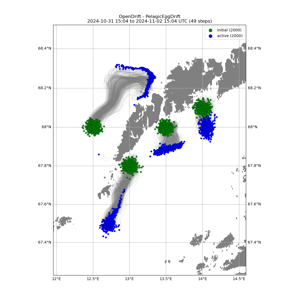 OpenDrift - PelagicEggDrift
2024-10-31 15:04 to 2024-11-02 15:04 UTC (49 steps)
initial (2000)
active (2000)
68.4°N
68.4°N
68.2°N
68.2°N
68°N
68°N
67.8°N
67.8°N
67.6°N
67.6°N
67.4°N
67.4°N
12°E
12.5°E
13°E
13.5°E
14°E
14.5°E